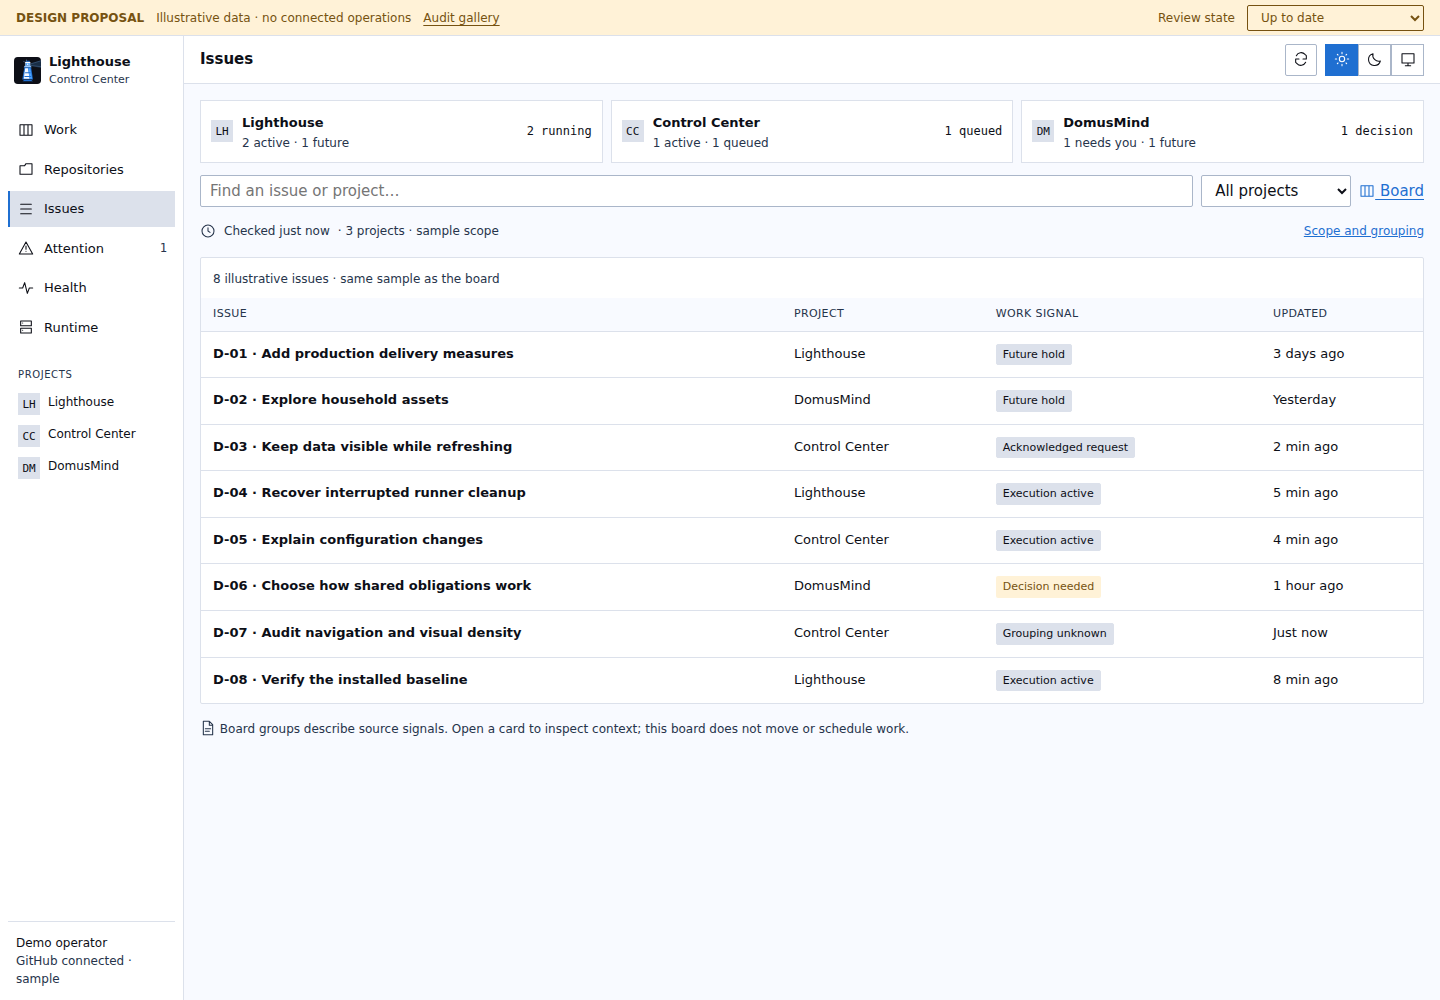 DESIGN PROPOSAL Illustrative data · no connected operations Audit gallery Review state Up to date
Lighthouse
Control Center
Work
Repositories
Issues
Attention 1
Health
Runtime
PROJECTS
LH Lighthouse
CC Control Center
DM DomusMind
Demo operator
GitHub connected ·
sample
Issues
LH Lighthouse 2 running
2 active · 1 future
CC Control Center 1 queued
1 active · 1 queued
DM DomusMind 1 decision
1 needs you · 1 future
Find an issue or project... All projects Board
Checked just now · 3 projects · sample scope Scope and grouping
8 illustrative issues · same sample as the board
ISSUE PROJECT WORK SIGNAL UPDATED
D-01 · Add production delivery measures Lighthouse Future hold 3 days ago
D-02 · Explore household assets DomusMind Future hold Yesterday
D-03 · Keep data visible while refreshing Control Center Acknowledged request 2 min ago
D-04 · Recover interrupted runner cleanup Lighthouse Execution active 5 min ago
D-05 · Explain configuration changes Control Center Execution active 4 min ago
D-06 · Choose how shared obligations work DomusMind Decision needed 1 hour ago
D-07 · Audit navigation and visual density Control Center Grouping unknown Just now
D-08 · Verify the installed baseline Lighthouse Execution active 8 min ago
Board groups describe source signals. Open a card to inspect context; this board does not move or schedule work.